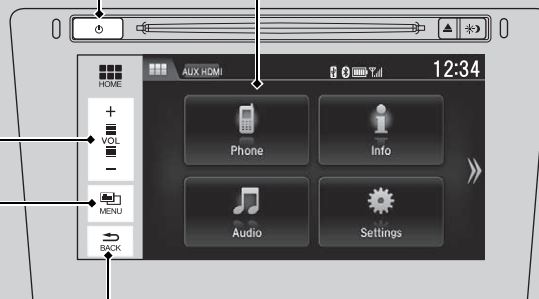 HOME
AUX HDMI
12:34
+
VOL
−
MENU
BACK
Phone
Info
Audio
Settings